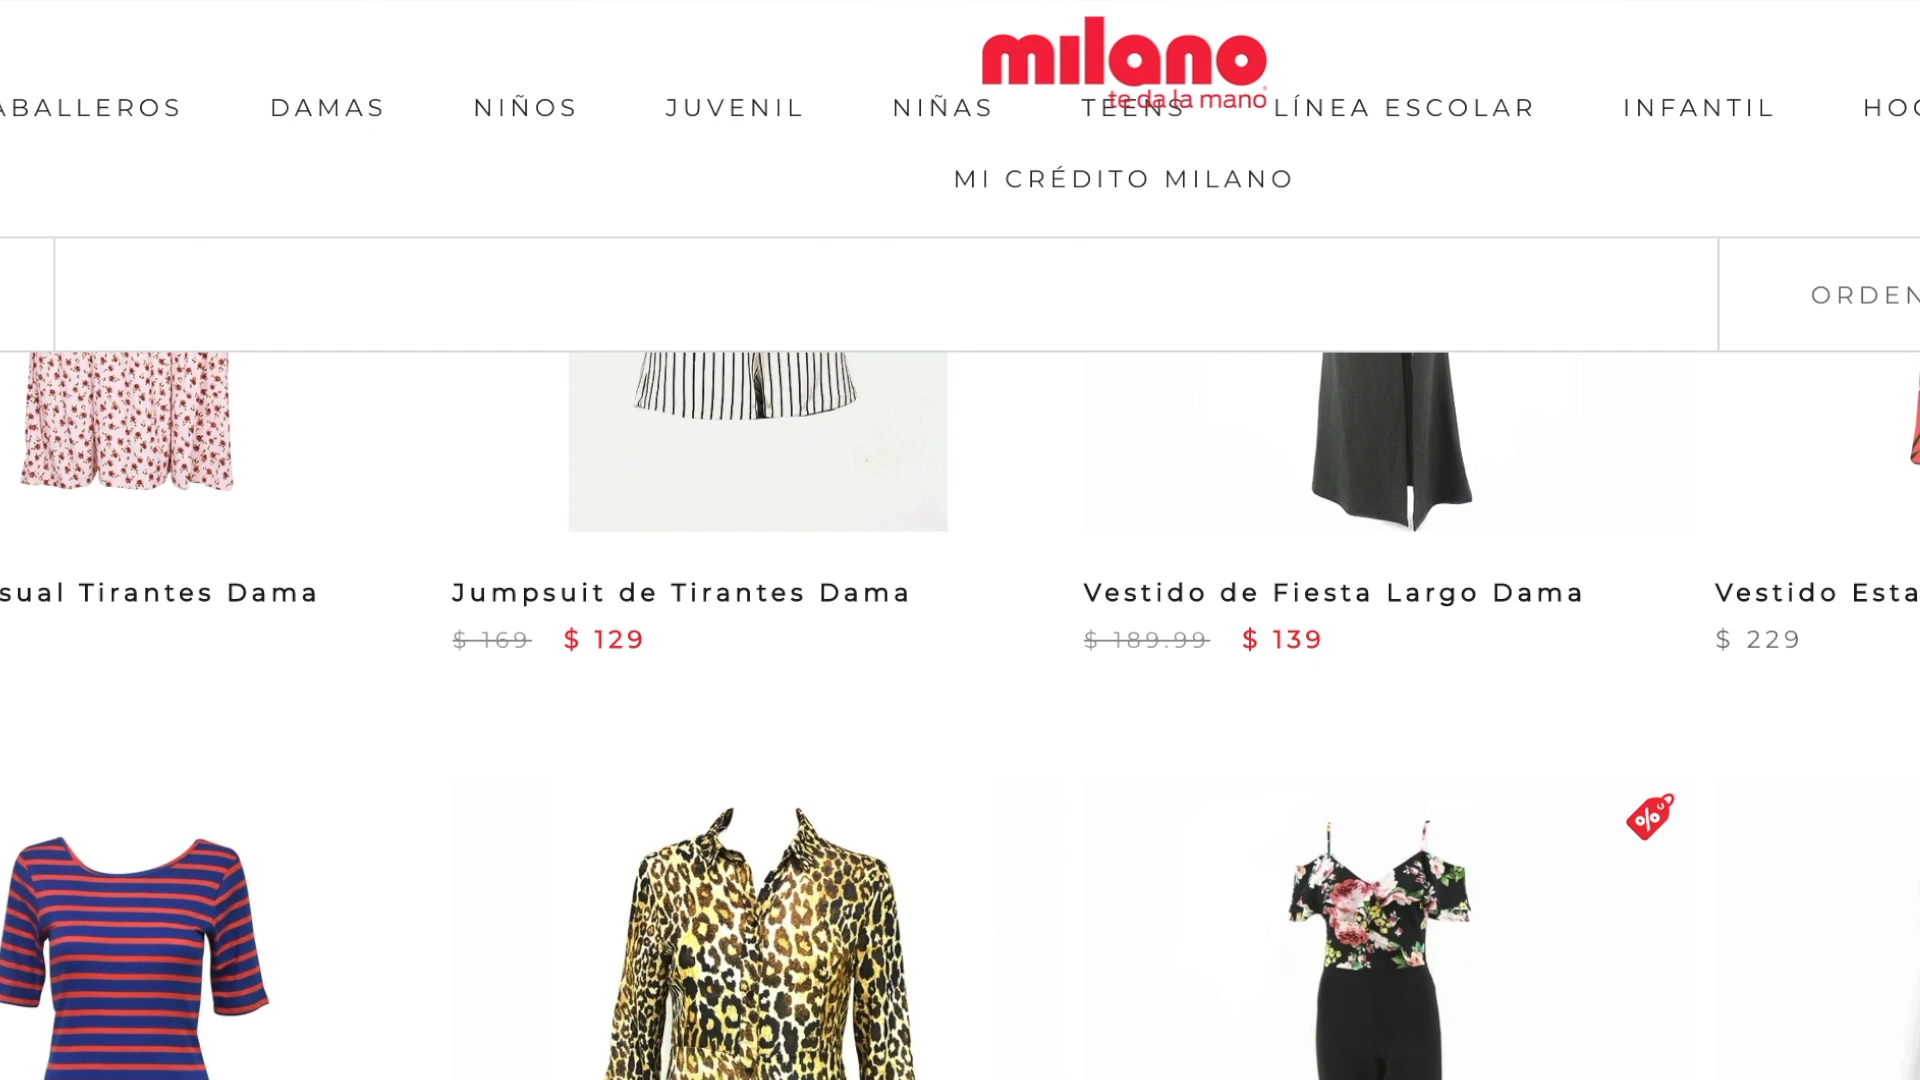 milano
te da la mano
ABALLEROS DAMAS NIÑOS JUVENIL NIÑAS TEENS LÍNEA ESCOLAR INFANTIL HOG
MI CRÉDITO MILANO
ORDEN
sual Tirantes Dama
Jumpsuit de Tirantes Dama
$ 169 $ 129
Vestido de Fiesta Largo Dama
$ 189.99 $ 139
Vestido Esta
$ 229
%